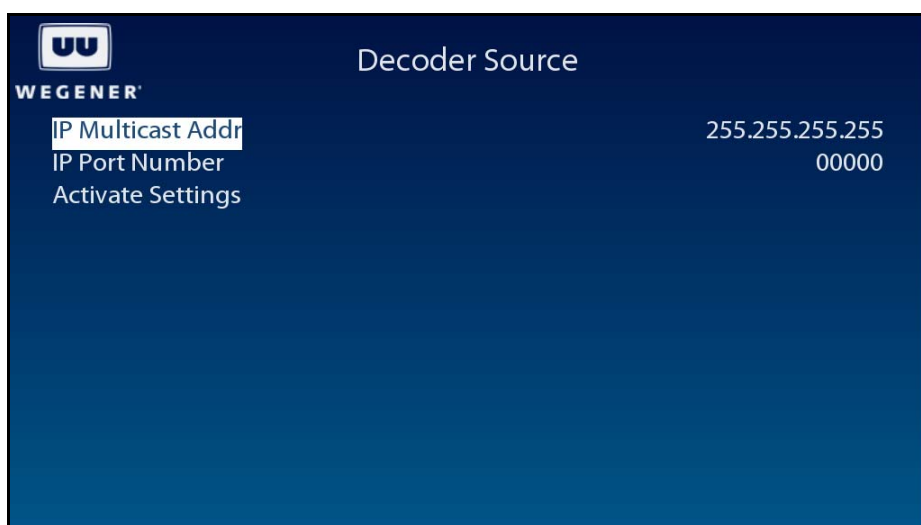 UU
WEGENER
Decoder Source
IP Multicast Addr 255.255.255.255
IP Port Number 00000
Activate Settings